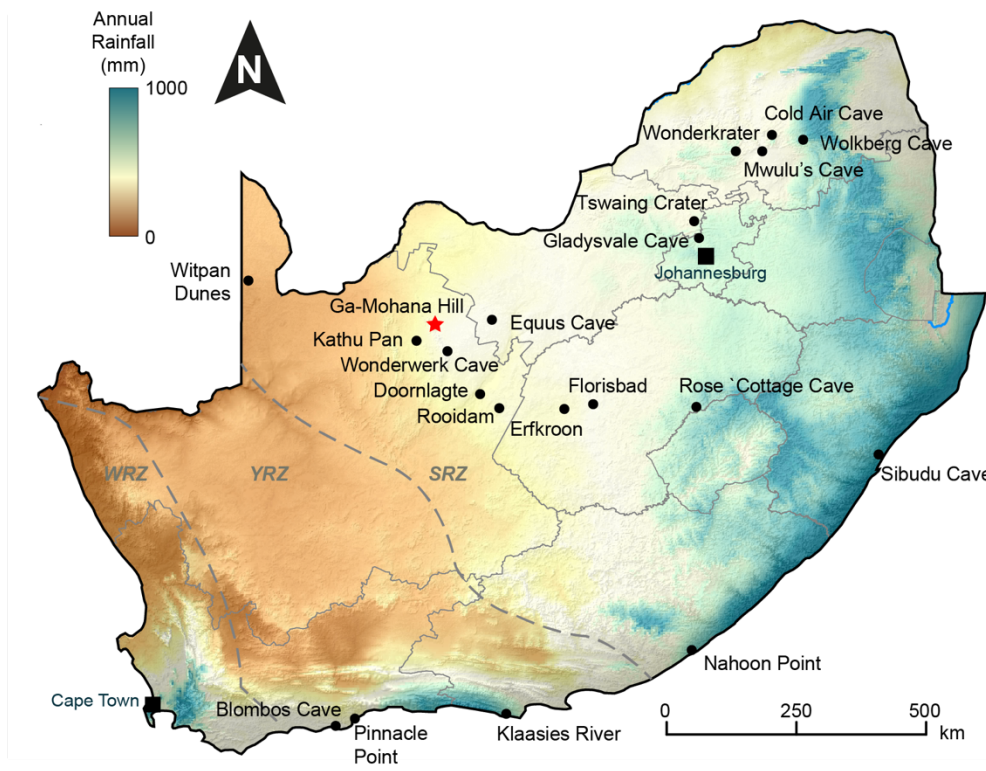 Annual
Rainfall
(mm)
1000
0
N
Cold Air Cave
Wonderkrater
Wolkberg Cave
Mwulu's Cave
Tswaing Crater
Gladysvale Cave
Johannesburg
Witpan
Dunes
Ga-Mohana Hill
Equus Cave
Kathu Pan
Wonderwerk Cave
Doornlagte
Florisbad
Rose `Cottage Cave
Rooidam
Erfkroon
WRZ
YRZ
SRZ
Sibudu Cave
Nahoon Point
Cape Town
Blombos Cave
Pinnacle
Point
Klaasies River
0
250
500
km